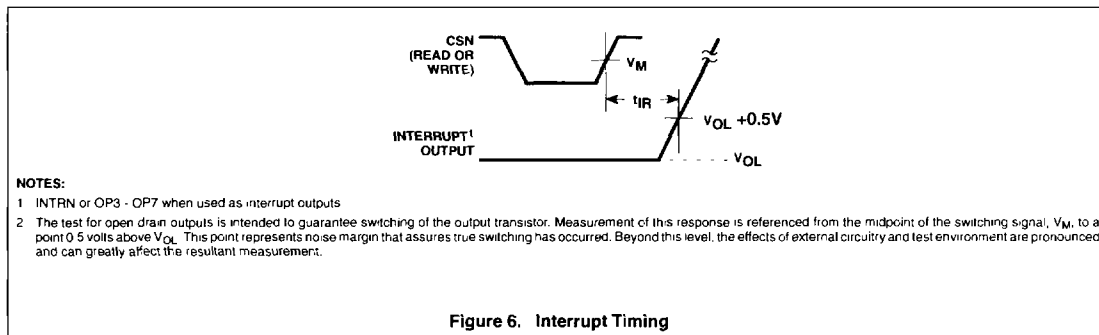 CSN
(READ OR
WRITE)
VM
tIR
VOL +0.5V
INTERRUPT1
OUTPUT
VOL
NOTES:
1 INTRN or OP3 - OP7 when used as interrupt outputs
2 The test for open drain outputs is intended to guarantee switching of the output transistor. Measurement of this response is referenced from the midpoint of the switching signal, VM, to a
point 0 5 volts above VOL This point represents noise margin that assures true switching has occurred. Beyond this level, the effects of external circuitry and test environment are pronounced
and can greatly affect the resultant measurement.
Figure 6. Interrupt Timing